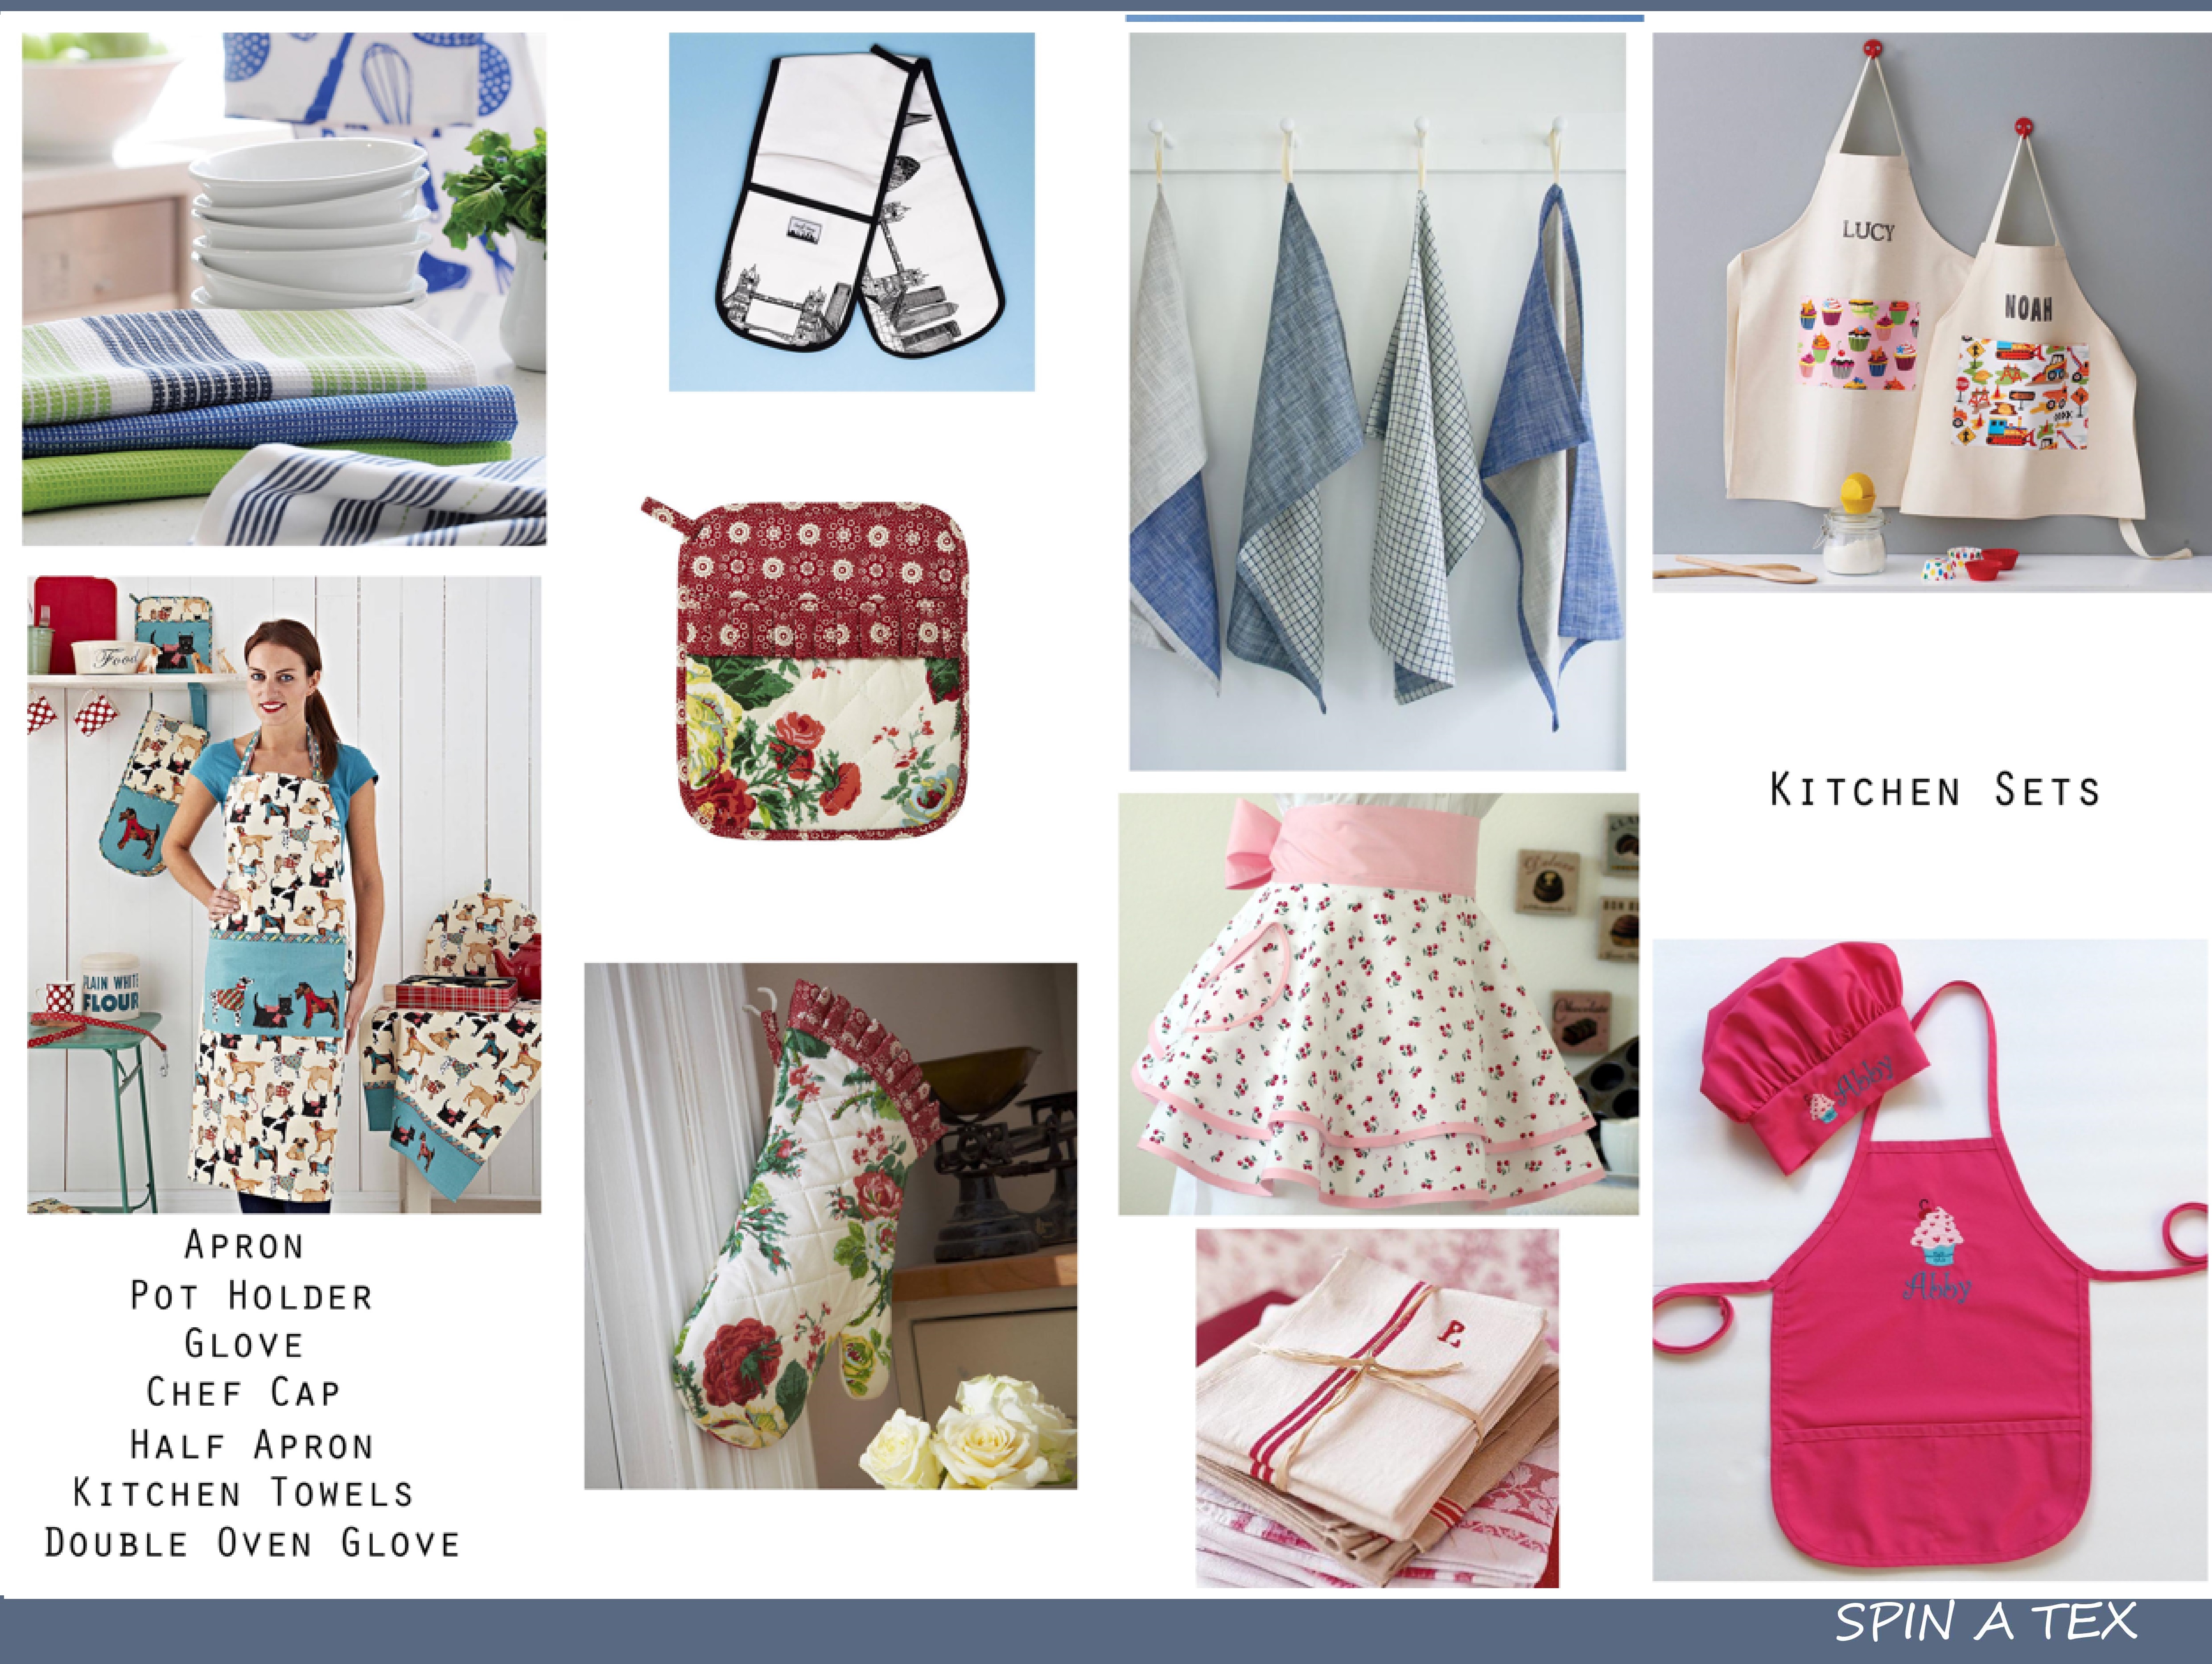 LUCY
NOAH
Food
PLAIN WHITE
FLOUR
KITCHEN SETS
Chocolate
Abby
Abby
APRON
POT HOLDER
GLOVE
CHEF CAP
HALF APRON
KITCHEN TOWELS
DOUBLE OVEN GLOVE
SPIN A TEX